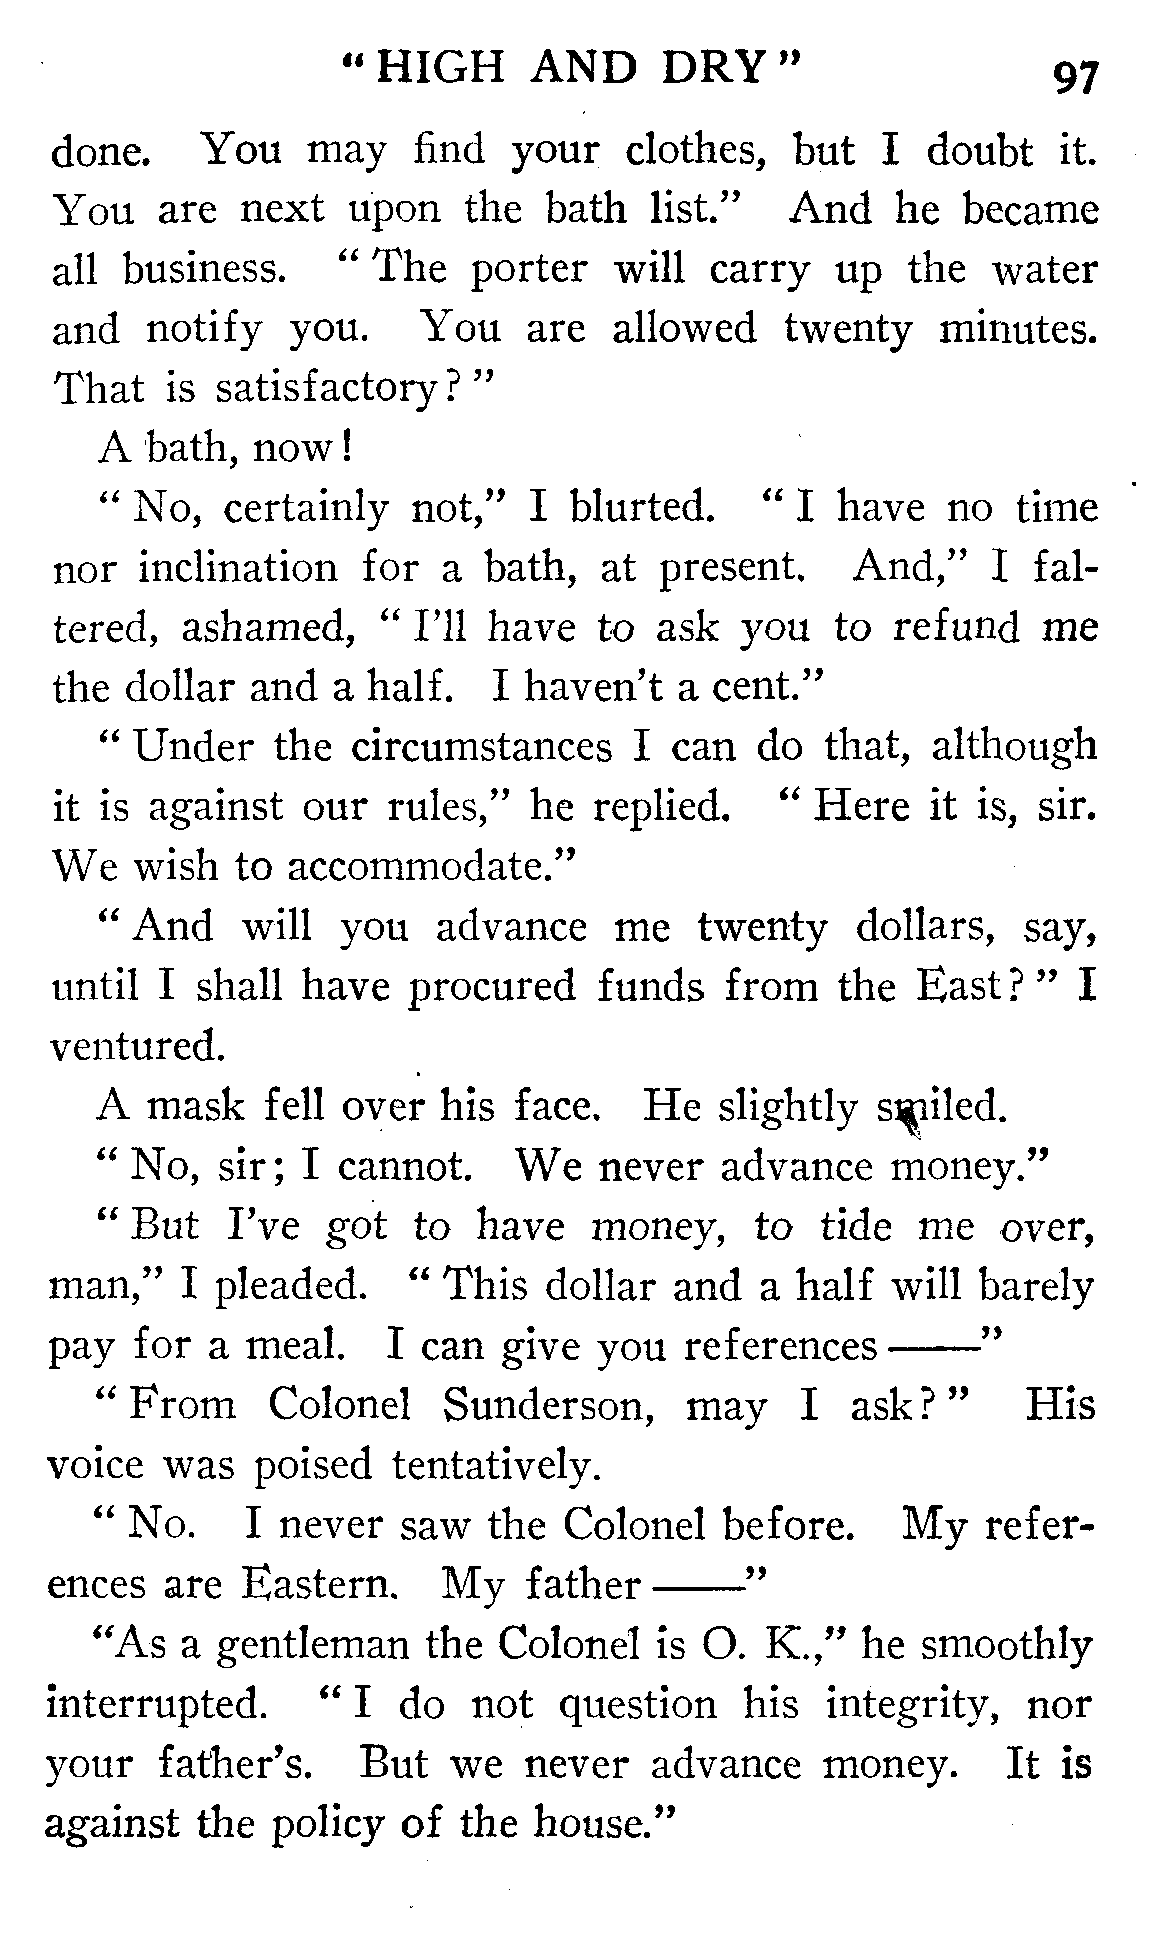 "HIGH AND DRY" 97
done. You may find your clothes, but I doubt it.
You are next upon the bath list." And he became
all business. "The porter will carry up the water
and notify you. You are allowed twenty minutes.
That is satisfactory?"
A bath, now!
"No, certainly not," I blurted. "I have no time
nor inclination for a bath, at present. And," I fal-
tered, ashamed, "I'll have to ask you to refund me
the dollar and a half. I haven't a cent."
"Under the circumstances I can do that, although
it is against our rules," he replied. "Here it is, sir.
We wish to accommodate."
"And will you advance me twenty dollars, say,
until I shall have procured funds from the East?" I
ventured.
A mask fell over his face. He slightly smiled.
"No, sir; I cannot. We never advance money."
"But I've got to have money, to tide me over,
man," I pleaded. "This dollar and a half will barely
pay for a meal. I can give you references——"
"From Colonel Sunderson, may I ask?" His
voice was poised tentatively.
"No. I never saw the Colonel before. My refer-
ences are Eastern. My father——"
"As a gentleman the Colonel is O. K.," he smoothly
interrupted. "I do not question his integrity, nor
your father's. But we never advance money. It is
against the policy of the house."